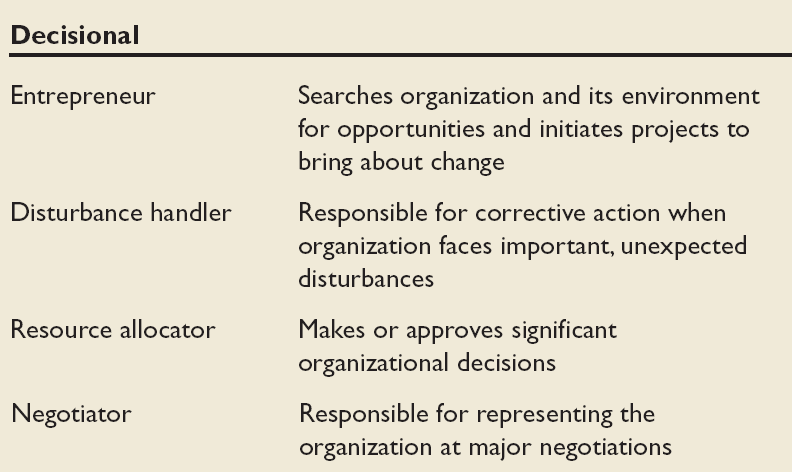 Decisional
Entrepreneur Searches organization and its environment
for opportunities and initiates projects to
bring about change
Disturbance handler Responsible for corrective action when
organization faces important, unexpected
disturbances
Resource allocator Makes or approves significant
organizational decisions
Negotiator Responsible for representing the
organization at major negotiations